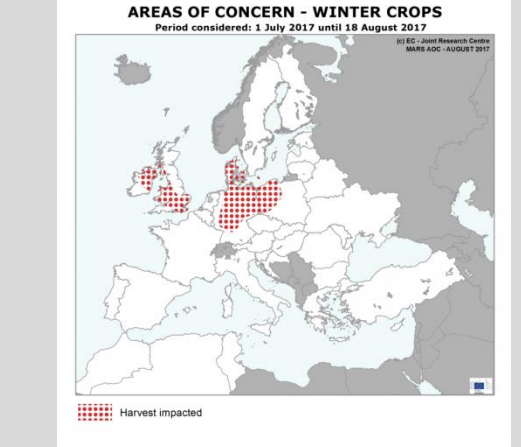 AREAS OF CONCERN - WINTER CROPS
Period considered: 1 July 2017 until 18 August 2017
(c) EC - Joint Research Centre
MARS AOC - AUGUST 2017
Harvest impacted